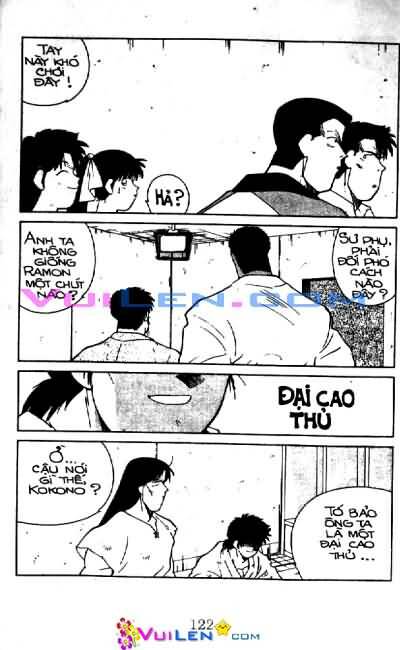 TAY
NÀY KHÓ
CHƠI
ĐẤY !
HẢ ?
ANH TA
KHÔNG
GIỐNG
RAMON
MỘT CHÚT
NÀO ?
SƯ PHỤ,
PHẢI
ĐỐI PHÓ
CÁCH
NÀO
ĐÂY ?
VUILEN.COM
ĐẠI CAO
THỦ
Ồ...
CẬU NÓI
GÌ THẾ,
KOKONO ?
TỚ BẢO
ÔNG TA
LÀ MỘT
ĐẠI CAO
THỦ ...
122
VUILEN.COM